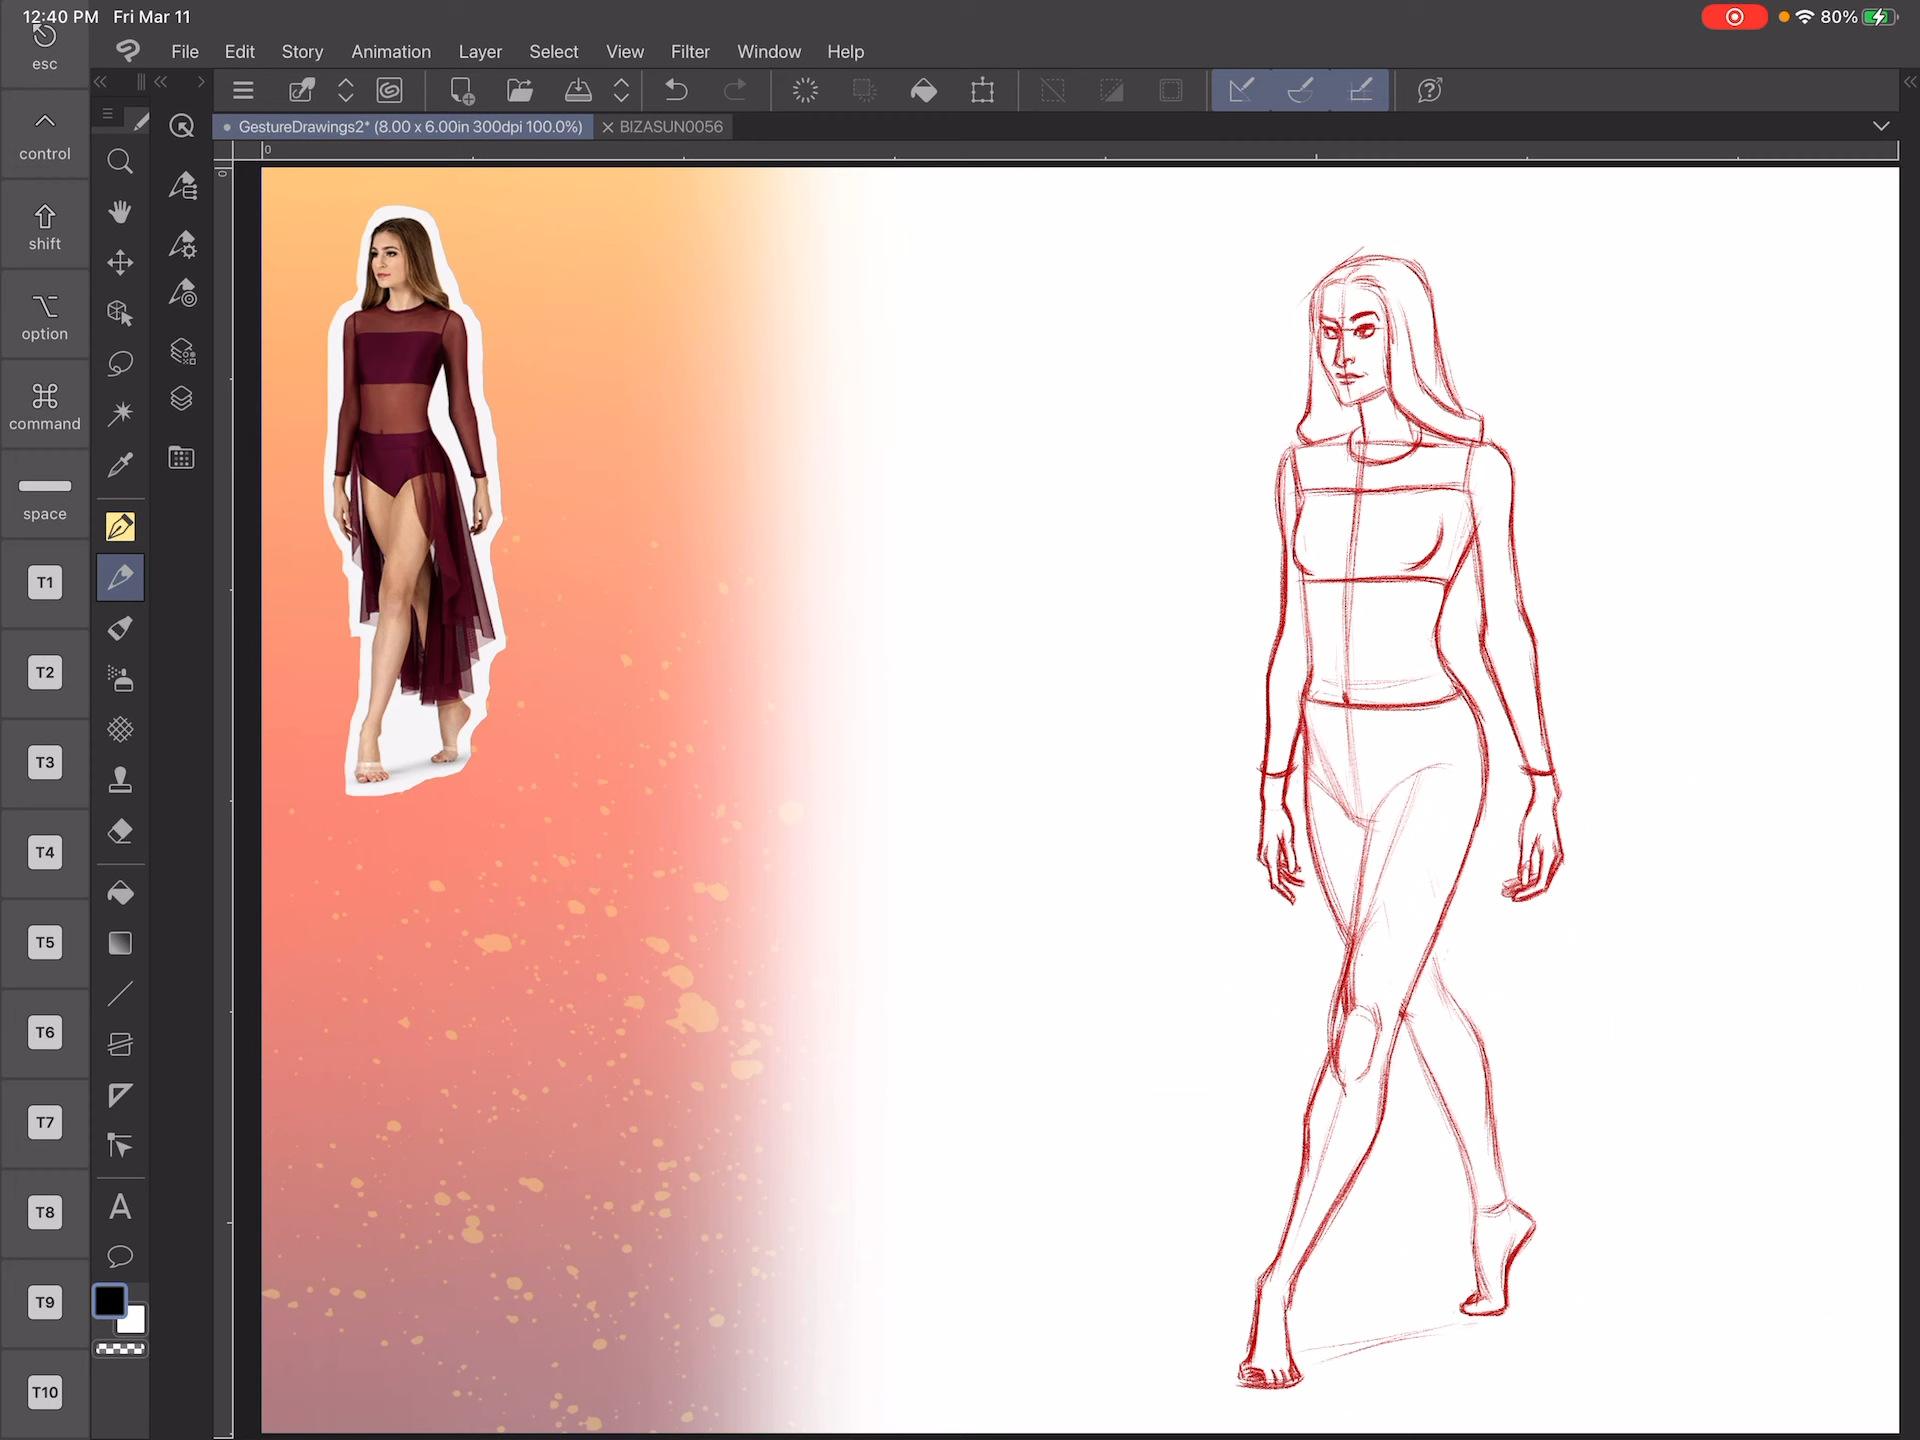 12:40 PM Fri Mar 11
80%
esc
File Edit Story Animation Layer Select View Filter Window Help
GestureDrawings2* (8.00 x 6.00in 300dpi 100.0%)
BIZASUN0056
0
0
control
shift
option
command
space
T1
T2
T3
T4
T5
T6
T7
T8
T9
T10
A